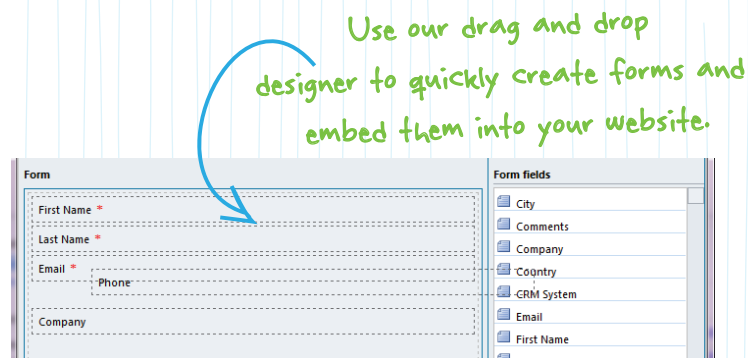 Use our drag and drop
designer to quickly create forms and
embed them into your website.
Form
First Name *
Last Name *
Email *
Phone
Company
Form fields
City
Comments
Company
Country
CRM System
Email
First Name